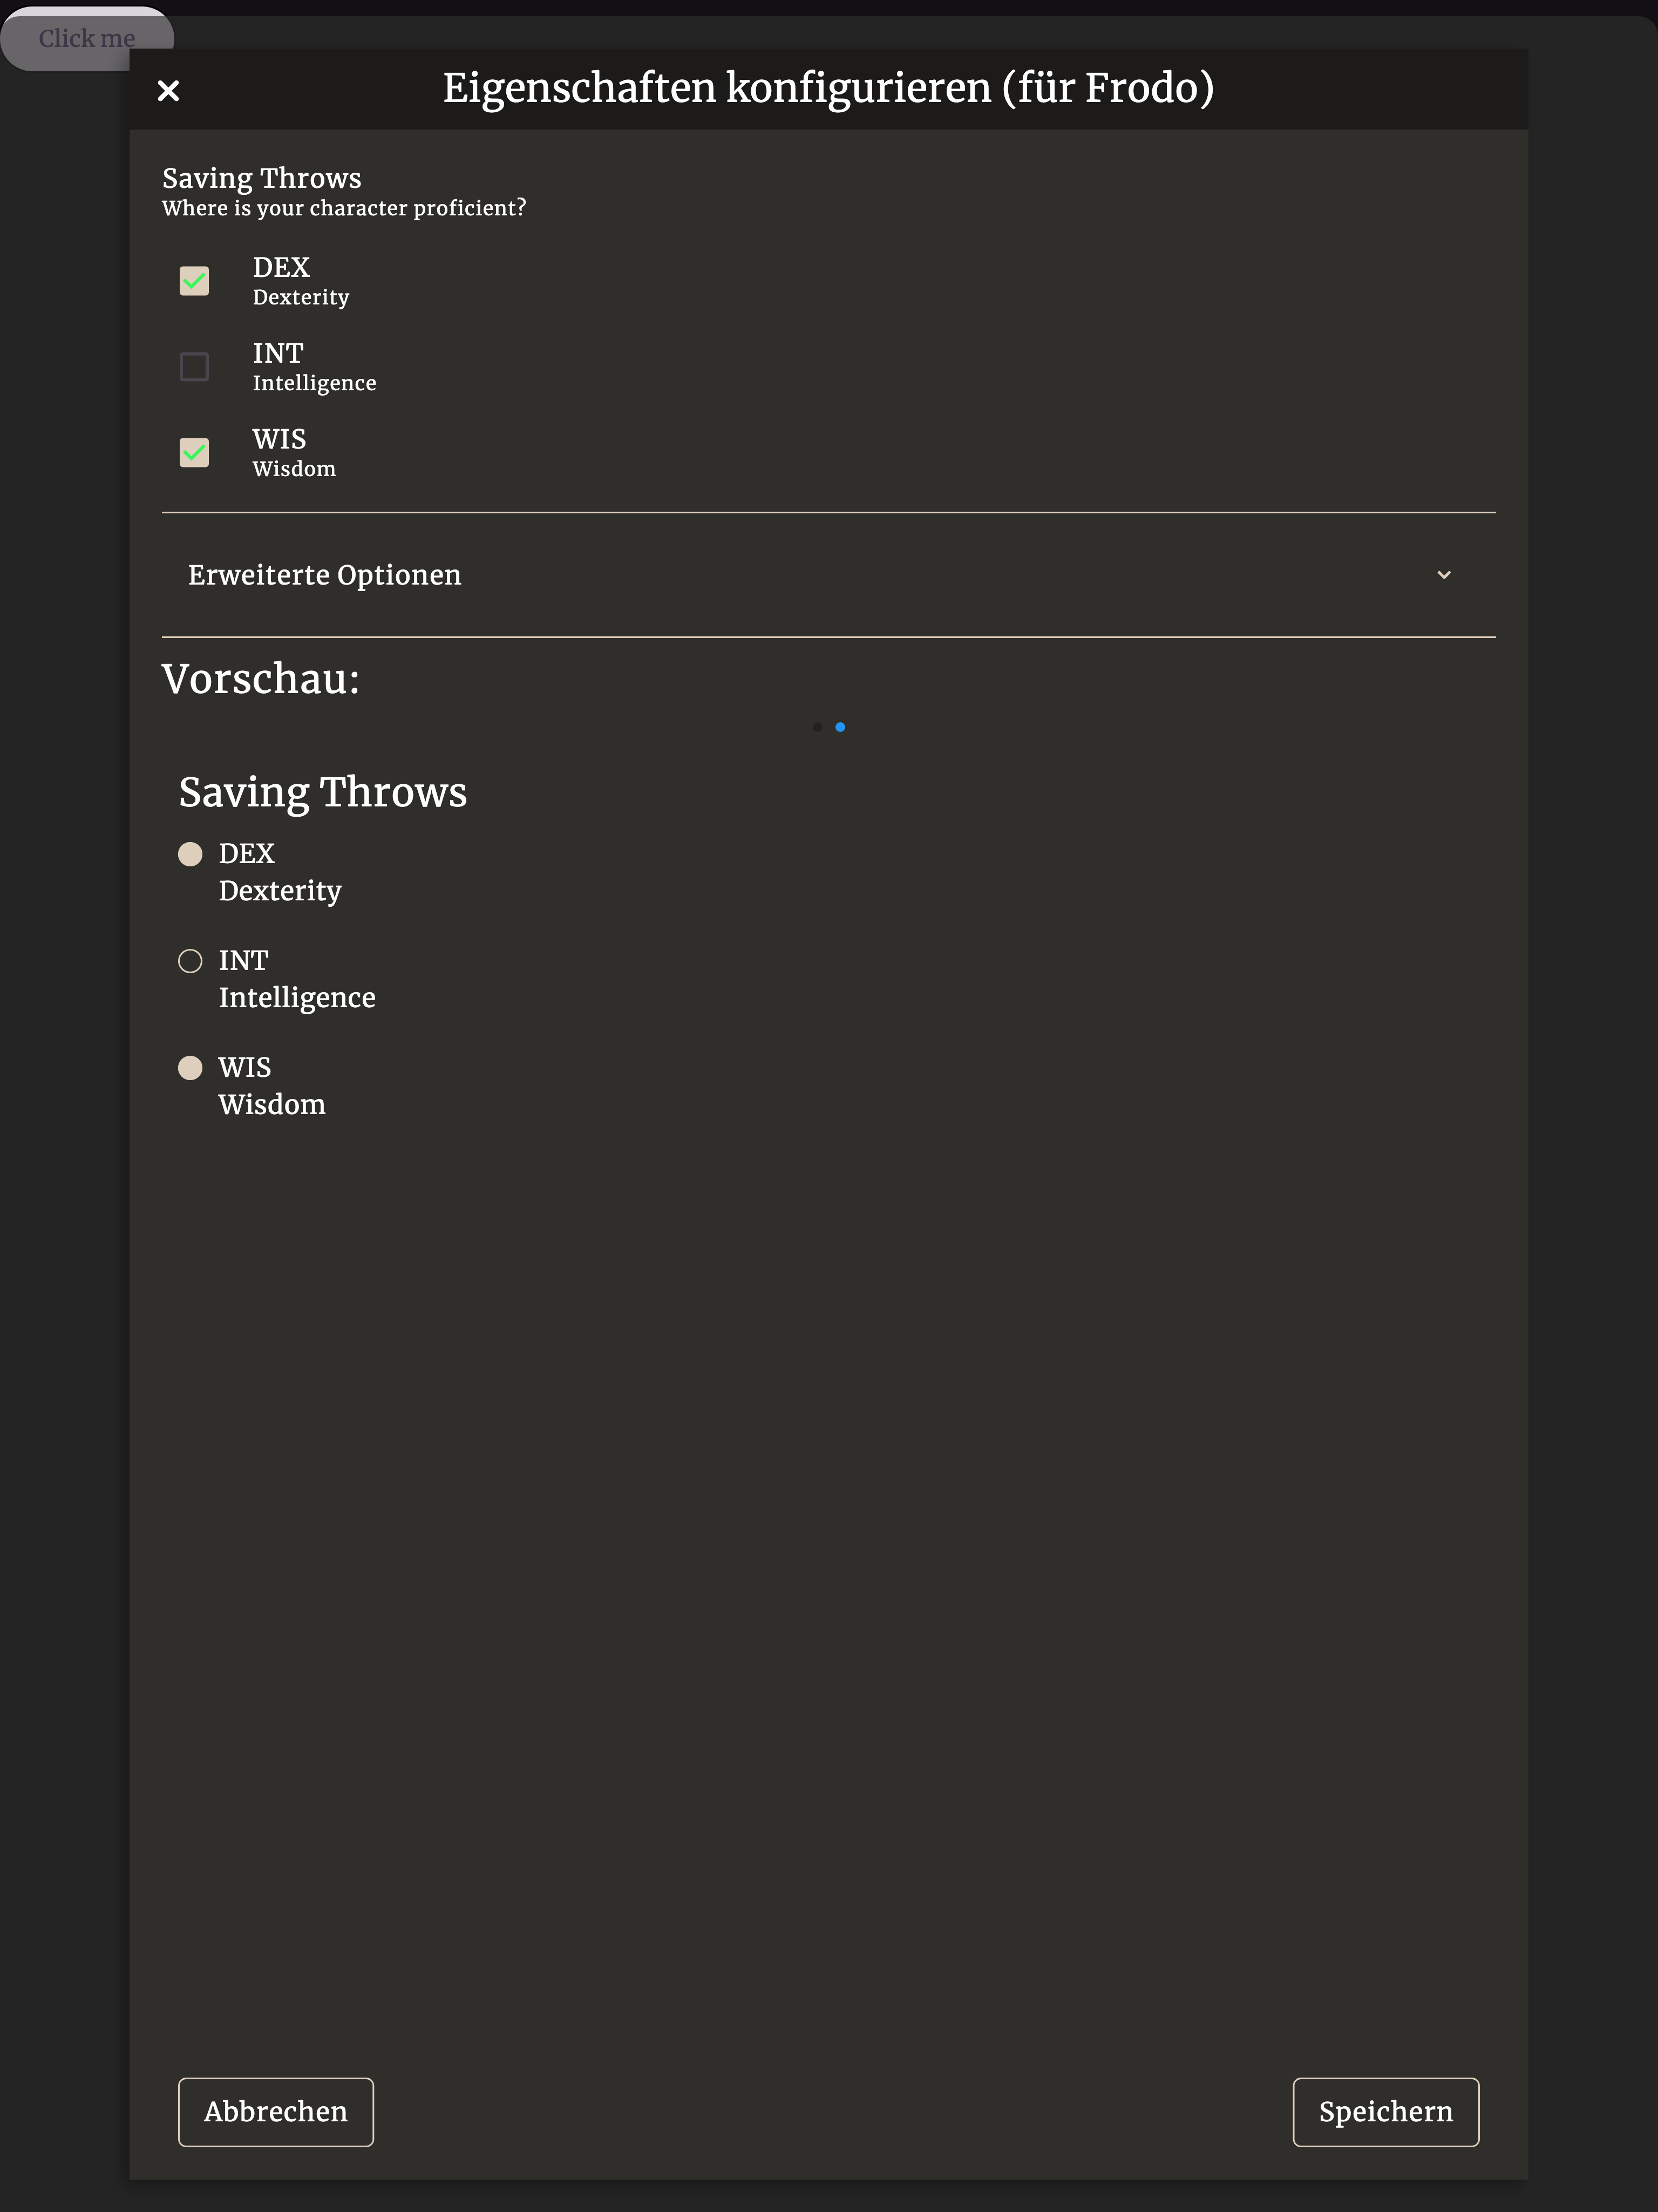 Click me
Eigenschaften konfigurieren (für Frodo)
Saving Throws
Where is your character proficient?
DEX
Dexterity
INT
Intelligence
WIS
Wisdom
Erweiterte Optionen
Vorschau:
Saving Throws
DEX
Dexterity
INT
Intelligence
WIS
Wisdom
Abbrechen
Speichern